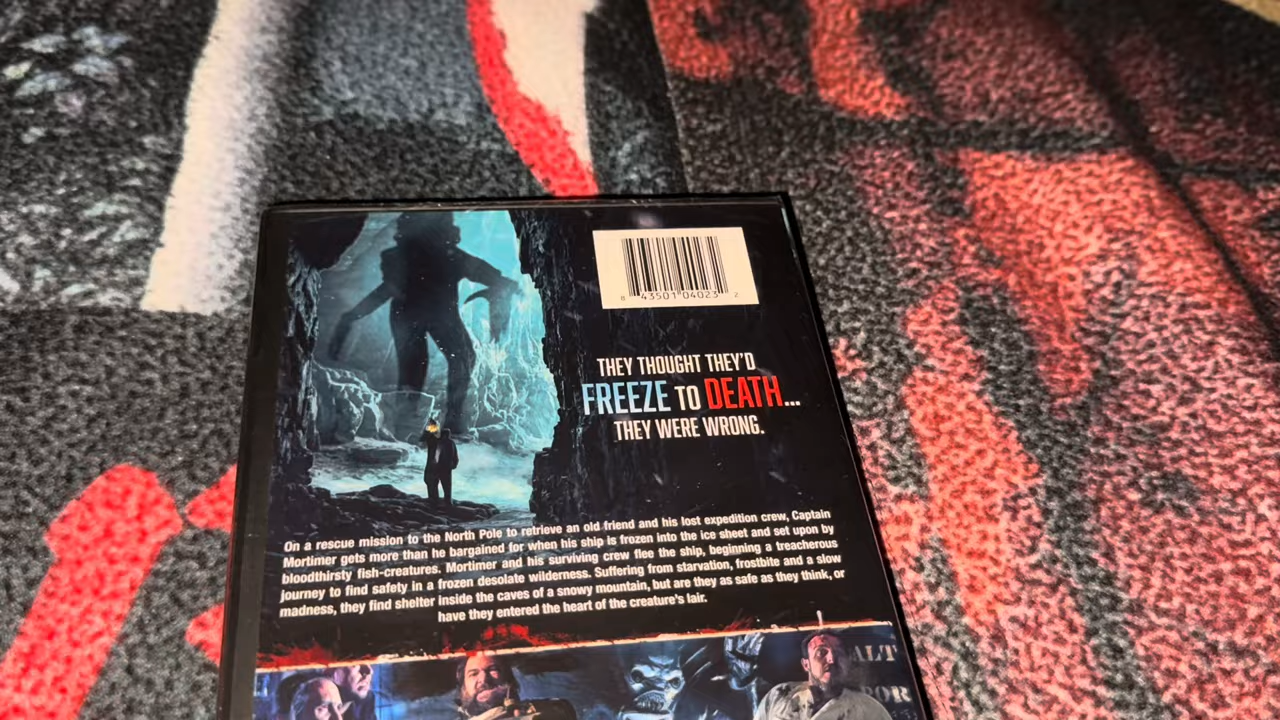 8 43501 04023 2
THEY THOUGHT THEY'D
FREEZE TO DEATH...
THEY WERE WRONG.
On a rescue mission to the North Pole to retrieve an old friend and his lost expedition crew, Captain
Mortimer gets more than he bargained for when his ship is frozen into the ice sheet and set upon by
bloodthirsty fish-creatures. Mortimer and his surviving crew flee the ship, beginning a treacherous
journey to find safety in a frozen desolate wilderness. Suffering from starvation, frostbite and a slow
madness, they find shelter inside the caves of a snowy mountain, but are they as safe as they think, or
have they entered the heart of the creature's lair.
ALT